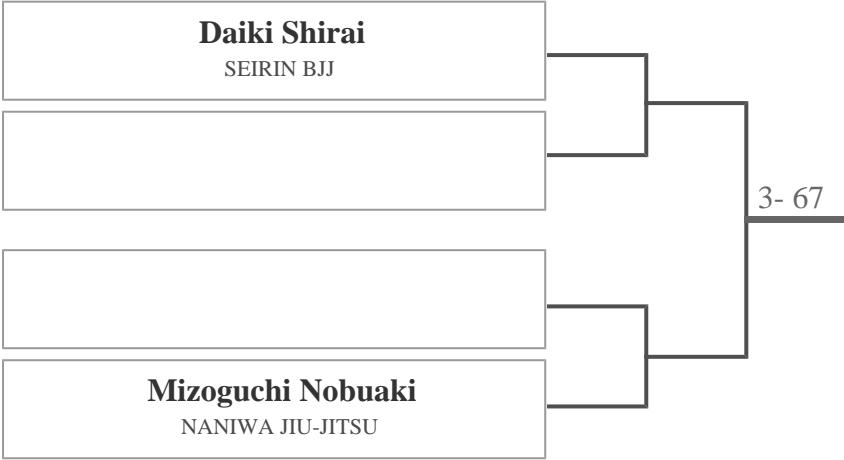 Daiki Shirai
SEIRIN BJJ
3- 67
Mizoguchi Nobuaki
NANIWA JIU-JITSU